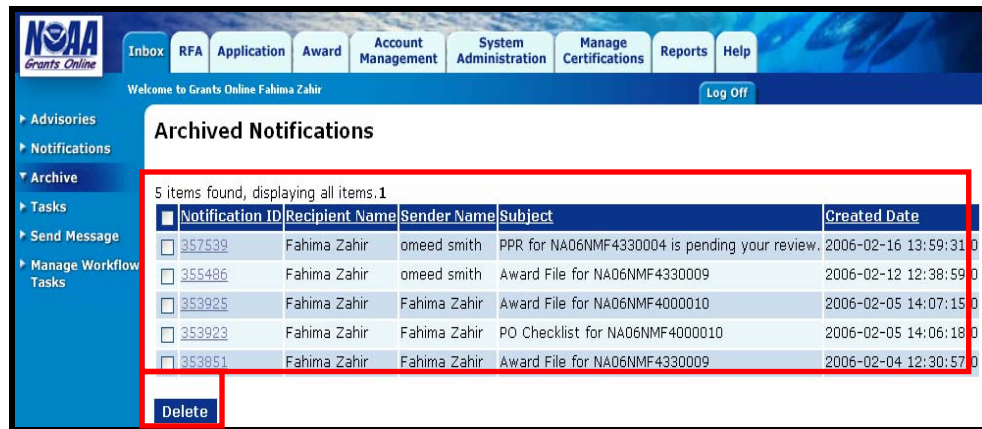 NOAA
Grants Online
Inbox RFA Application Award Account Management System Administration Manage Certifications Reports Help
Welcome to Grants Online Fahima Zahir Log Off
Advisories
Notifications
Archive
Tasks
Send Message
Manage Workflow
Tasks
Archived Notifications
5 items found, displaying all items.1
Notification ID Recipient Name Sender Name Subject Created Date
357539 Fahima Zahir omeed smith PPR for NA06NMF4330004 is pending your review. 2006-02-16 13:59:31.0
355486 Fahima Zahir omeed smith Award File for NA06NMF4330009 2006-02-12 12:38:59.0
353925 Fahima Zahir Fahima Zahir Award File for NA06NMF4000010 2006-02-05 14:07:15.0
353923 Fahima Zahir Fahima Zahir PO Checklist for NA06NMF4000010 2006-02-05 14:06:18.0
353851 Fahima Zahir Fahima Zahir Award File for NA06NMF4330009 2006-02-04 12:30:57.0
Delete